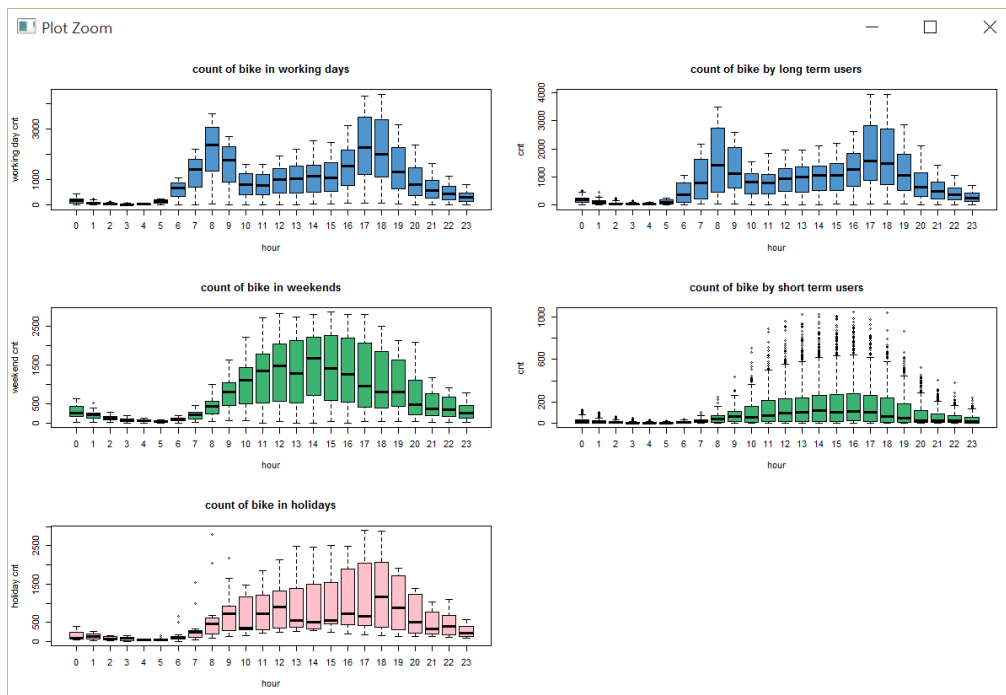 Plot Zoom
count of bike in working days
working day cnt
0 1000 3000
0 1 2 3 4 5 6 7 8 9 10 11 12 13 14 15 16 17 18 19 20 21 22 23
hour
count of bike by long term users
cnt
0 1000 2000 3000 4000
0 1 2 3 4 5 6 7 8 9 10 11 12 13 14 15 16 17 18 19 20 21 22 23
hour
count of bike in weekends
weekend cnt
0 500 1500 2500
0 1 2 3 4 5 6 7 8 9 10 11 12 13 14 15 16 17 18 19 20 21 22 23
hour
count of bike by short term users
cnt
0 200 600 1000
0 1 2 3 4 5 6 7 8 9 10 11 12 13 14 15 16 17 18 19 20 21 22 23
hour
count of bike in holidays
holiday cnt
0 500 1500 2500
0 1 2 3 4 5 6 7 8 9 10 11 12 13 14 15 16 17 18 19 20 21 22 23
hour